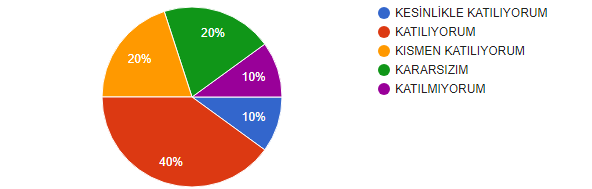 20%
20%
10%
10%
40%
KESİNLİKLE KATILIYORUM
KATILIYORUM
KISMEN KATILIYORUM
KARARSIZIM
KATILMIYORUM